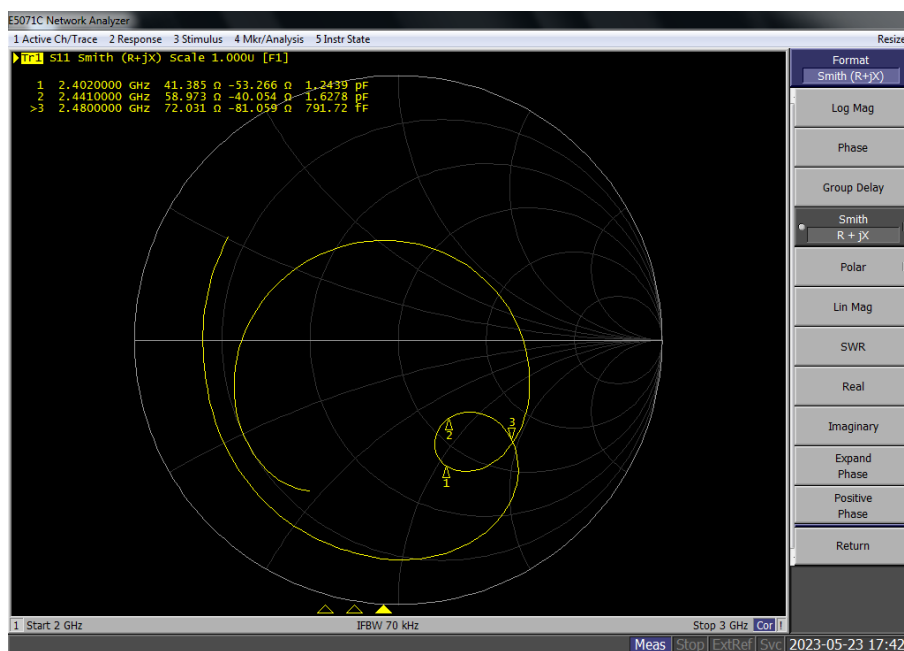 E5071C Network Analyzer
1 Active Ch/Trace 2 Response 3 Stimulus 4 Mkr/Analysis 5 Instr State
Resize
Tr1 S11 Smith (R+jX) Scale 1.000U [F1]
1 2.4020000 GHz 41.385 Ω -53.266 Ω 1.2439 pF
2 2.4410000 GHz 58.973 Ω -40.054 Ω 1.6278 pF
>3 2.4800000 GHz 72.031 Ω -81.059 Ω 791.72 fF
3
2
1
Format
Smith (R+jX)
Log Mag
Phase
Group Delay
Smith
R + jX
Polar
Lin Mag
SWR
Real
Imaginary
Expand
Phase
Positive
Phase
Return
1 Start 2 GHz
IFBW 70 kHz
Stop 3 GHz Cor !
Meas Stop ExtRef Svc 2023-05-23 17:42